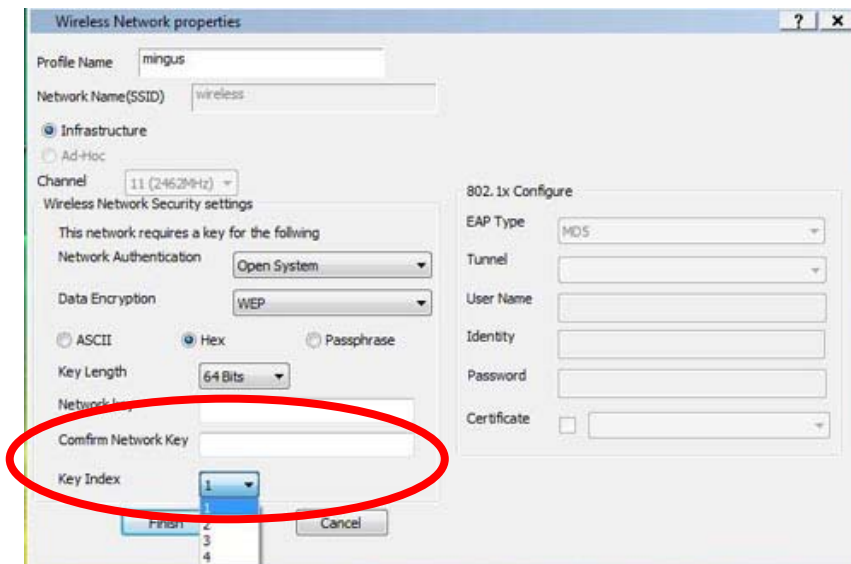 Wireless Network properties
? x
Profile Name mingus
Network Name(SSID) wireless
Infrastructure
Ad-Hoc
Channel 11 (2462MHz)
Wireless Network Security settings
This network requires a key for the follwing
Network Authentication Open System
Data Encryption WEP
ASCII Hex Passphrase
Key Length 64 Bits
Network key
Comfirm Network Key
Key Index 1
1
2
3
4
Finish Cancel
802.1x Configure
EAP Type MD5
Tunnel
User Name
Identity
Password
Certificate